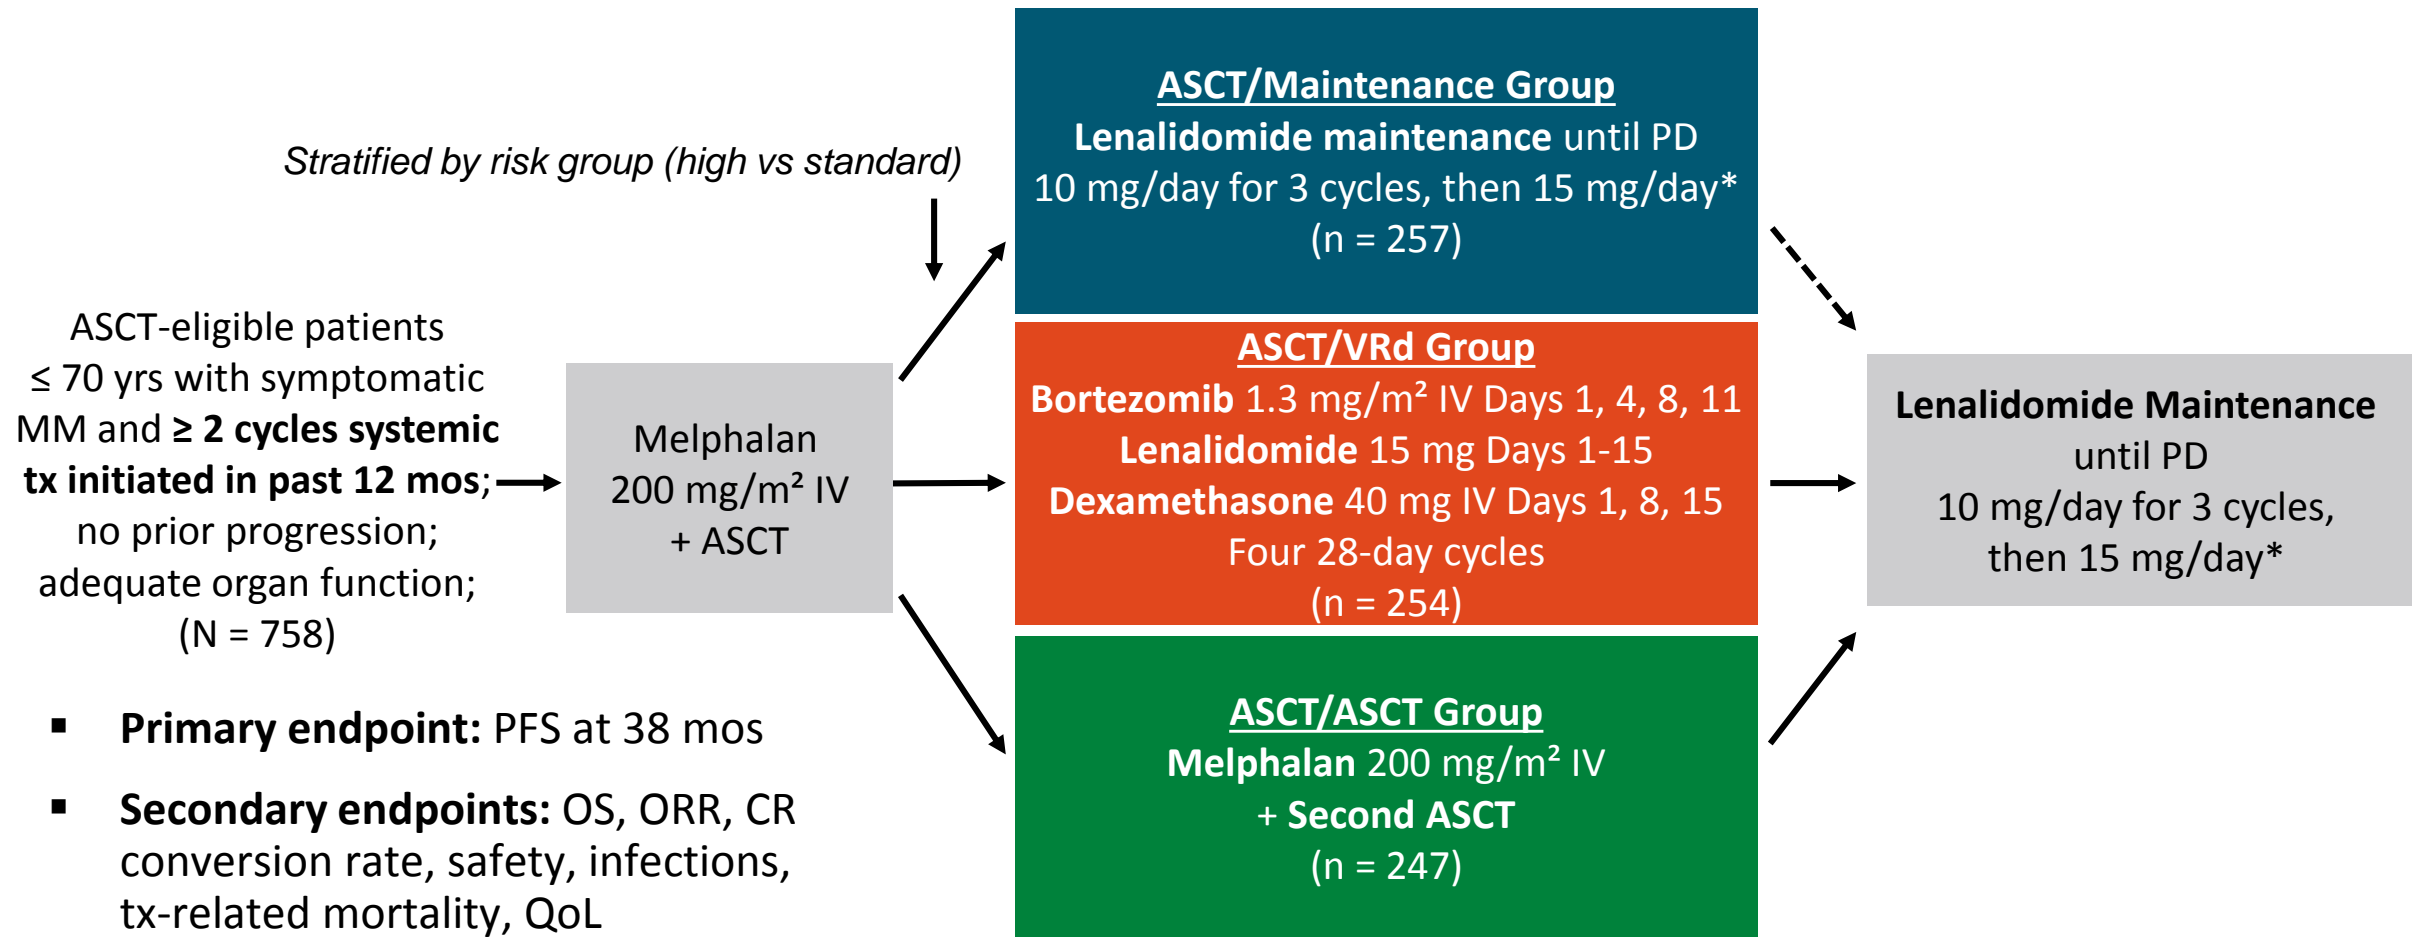 Stratified by risk group (high vs standard)
ASCT-eligible patients
≤ 70 yrs with symptomatic
MM and ≥ 2 cycles systemic
tx initiated in past 12 mos;
no prior progression;
adequate organ function;
(N = 758)
Melphalan
200 mg/m² IV
+ ASCT
ASCT/Maintenance Group
Lenalidomide maintenance until PD
10 mg/day for 3 cycles, then 15 mg/day*
(n = 257)
ASCT/VRd Group
Bortezomib 1.3 mg/m² IV Days 1, 4, 8, 11
Lenalidomide 15 mg Days 1-15
Dexamethasone 40 mg IV Days 1, 8, 15
Four 28-day cycles
(n = 254)
ASCT/ASCT Group
Melphalan 200 mg/m² IV
+ Second ASCT
(n = 247)
Lenalidomide Maintenance
until PD
10 mg/day for 3 cycles,
then 15 mg/day*
▪ Primary endpoint: PFS at 38 mos
▪ Secondary endpoints: OS, ORR, CR
conversion rate, safety, infections,
tx-related mortality, QoL